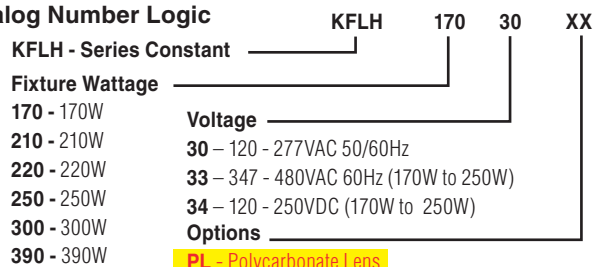 alog Number Logic
KFLH 170 30 XX
KFLH - Series Constant
Fixture Wattage
170 - 170W
210 - 210W
220 - 220W
250 - 250W
300 - 300W
390 - 390W
Voltage
30 – 120 - 277VAC 50/60Hz
33 – 347 - 480VAC 60Hz (170W to 250W)
34 – 120 - 250VDC (170W to 250W)
Options
PL - Polycarbonate Lens